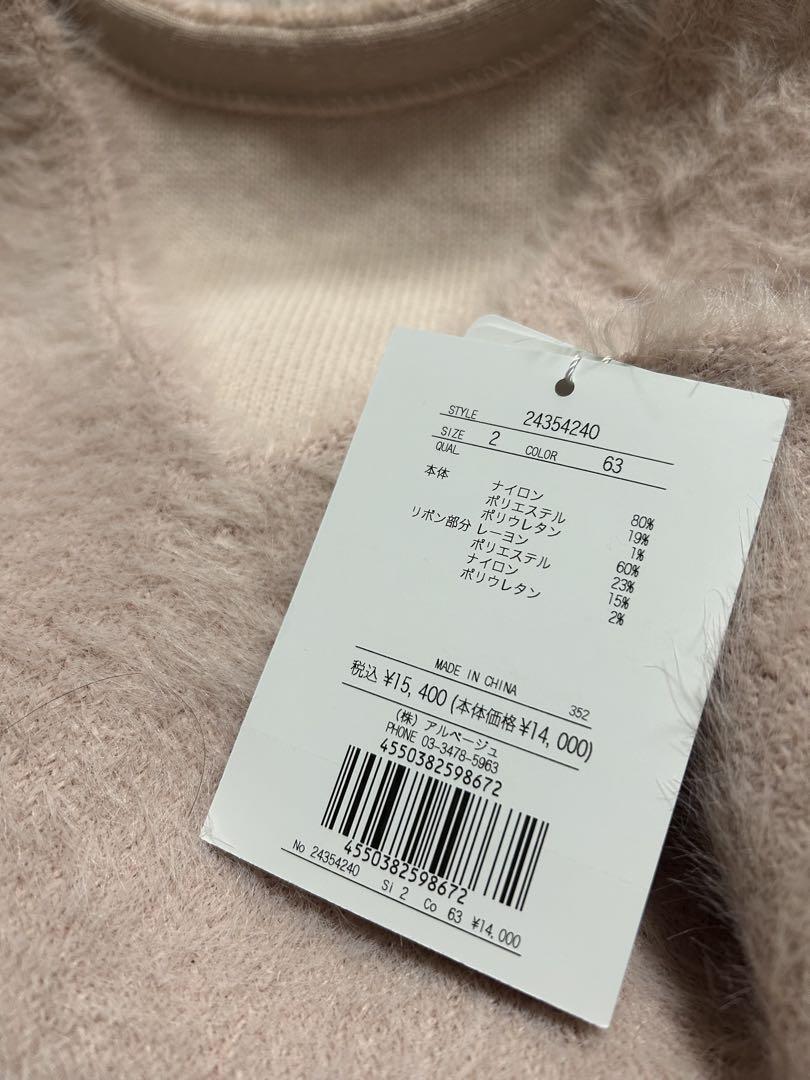 STYLE 24354240
SIZE 2 COLOR 63
QUAL
本体 ナイロン 80%
ポリエステル 19%
ポリウレタン 1%
リボン部分 レーヨン 60%
ポリエステル 23%
ナイロン 15%
ポリウレタン 2%
MADE IN CHINA 352
税込 ¥15,400(本体価格¥14,000)
(株) アルページュ
PHONE 03-3478-5963
4550382598672
4550382598672
No 24354240 Si 2 Co 63 ¥14,000